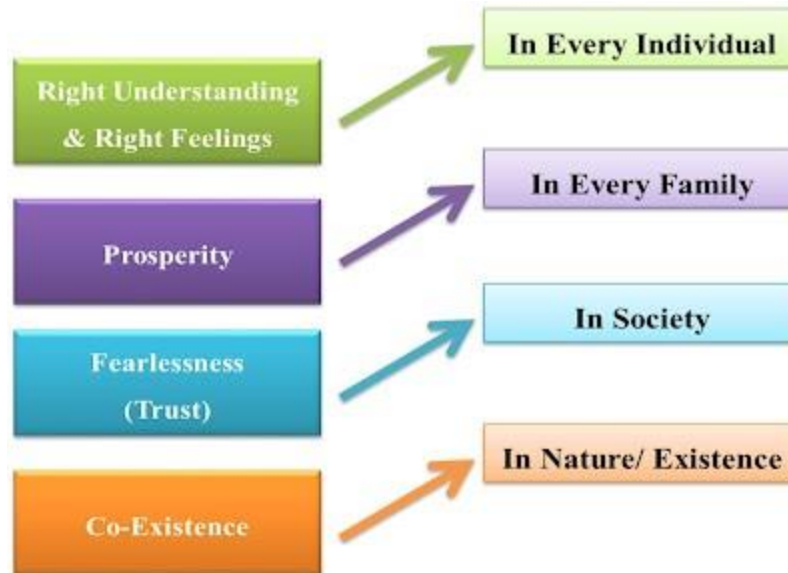 In Every Individual
Right Understanding
& Right Feelings
In Every Family
Prosperity
In Society
Fearlessness
(Trust)
In Nature/ Existence
Co-Existence